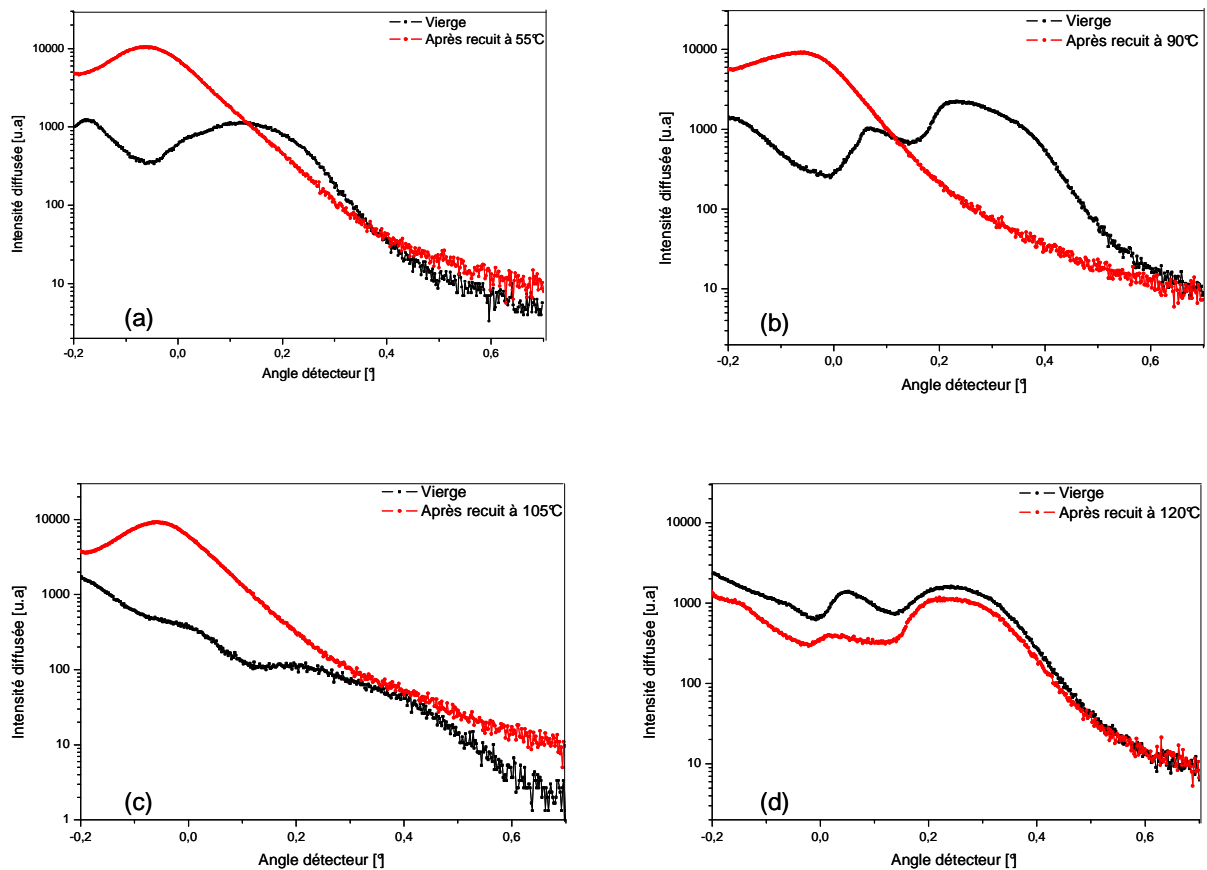 Vierge
Après recuit à 55°C
10000
1000
100
10
Intensité diffusée [u.a]
(a)
-0,2
0,0
0,2
0,4
0,6
Angle détecteur [°]
Vierge
Après recuit à 90°C
10000
1000
100
10
Intensité diffusée [u.a]
(b)
-0,2
0,0
0,2
0,4
0,6
Angle détecteur [°]
Vierge
Après recuit à 105°C
10000
1000
100
10
1
Intensité diffusée [u.a]
(c)
-0,2
0,0
0,2
0,4
0,6
Angle détecteur [°]
Vierge
Après recuit à 120°C
10000
1000
100
10
Intensité diffusée [u.a]
(d)
-0,2
0,0
0,2
0,4
0,6
Angle détecteur [°]